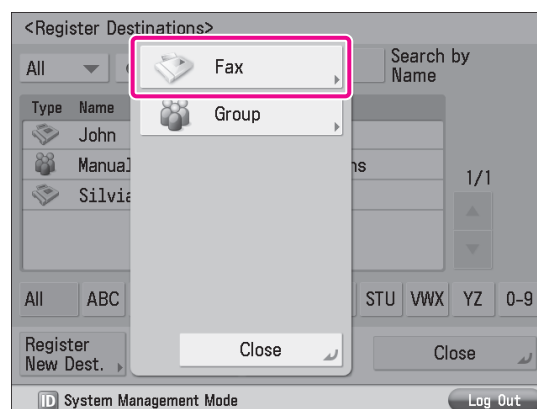 <Register Destinations>
All
Search by
Name
Fax
Type Name
Group
John
Manual
ns
1/1
Silvia
All ABC STU VWX YZ 0-9
Register
New Dest.
Close
Close
ID System Management Mode
Log Out